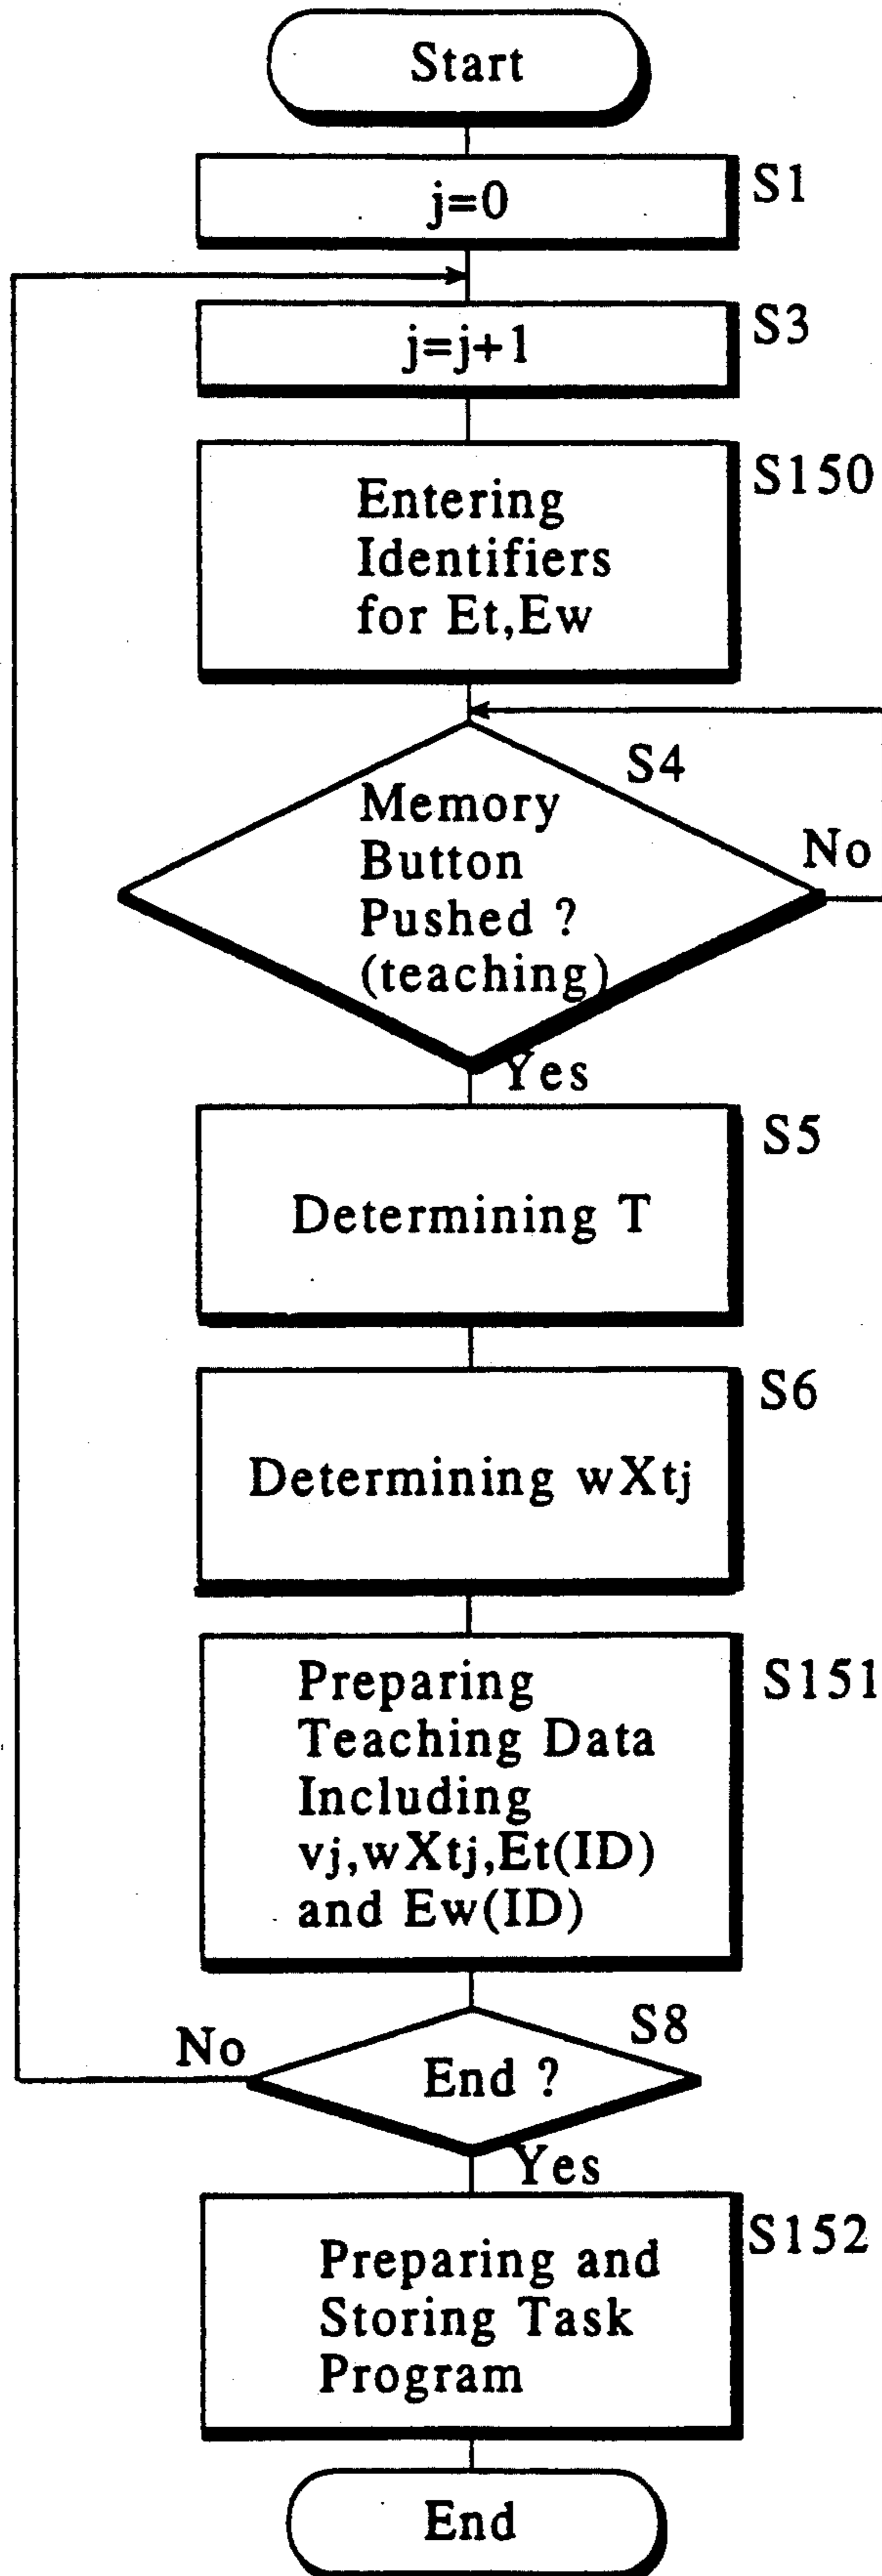 Start
j=0
S1
j=j+1
S3
S150
Entering
Identifiers
for Et,Ew
S4
Memory
Button
Pushed ?
(teaching)
No
Yes
S5
Determining T
S6
Determining wXtj
S151
Preparing
Teaching Data
Including
vj,wXtj,Et(ID)
and Ew(ID)
S8
No
End ?
Yes
S152
Preparing and
Storing Task
Program
End